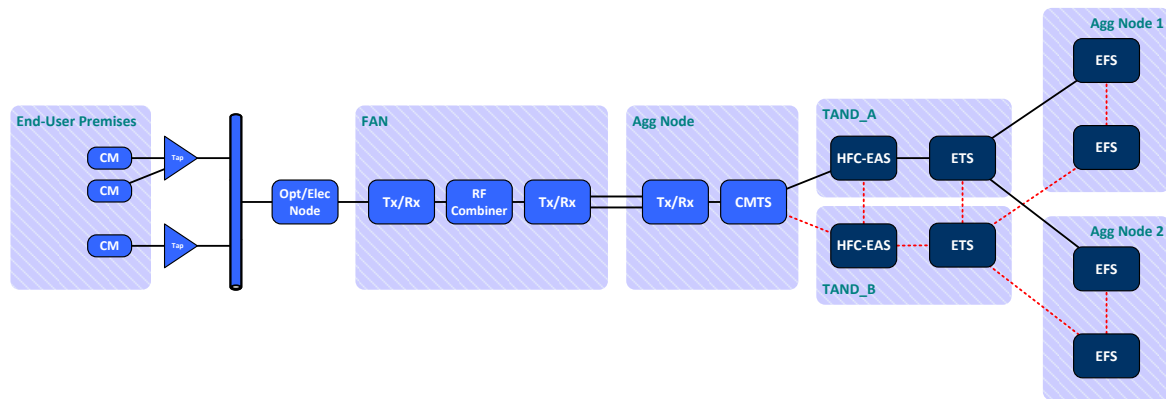 End-User Premises
CM
CM
CM
Tap
Tap
Opt/Elec
Node
FAN
Tx/Rx
RF
Combiner
Tx/Rx
Agg Node
Tx/Rx
CMTS
TAND_A
HFC-EAS
ETS
HFC-EAS
ETS
TAND_B
Agg Node 1
EFS
EFS
Agg Node 2
EFS
EFS